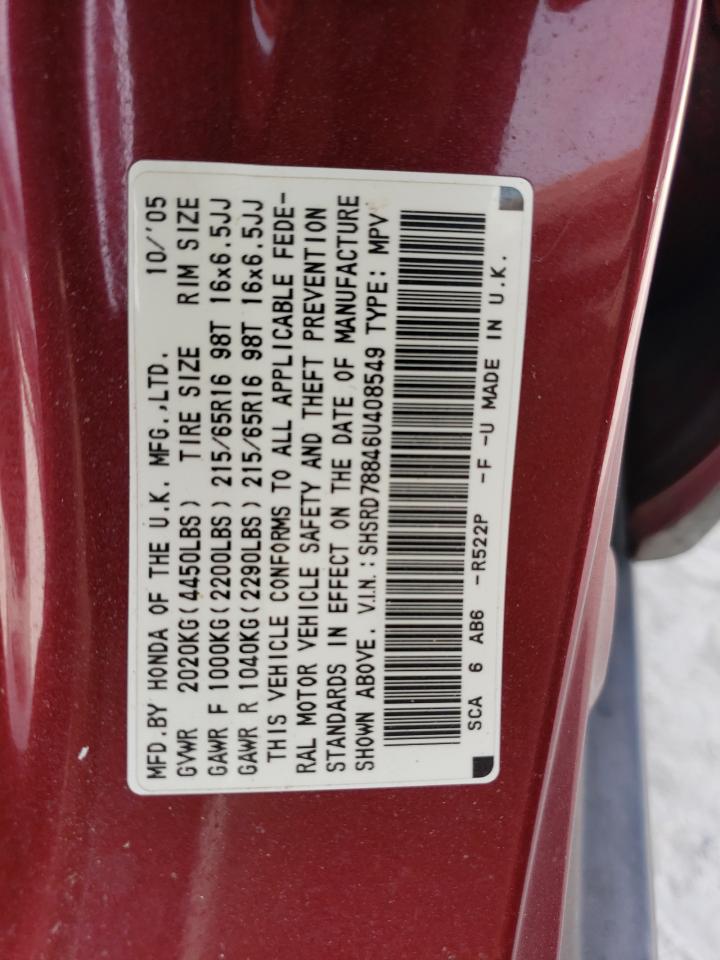 MFD.BY HONDA OF THE U.K. MFG.,LTD. 10/'05
GVWR 2020KG(4450LBS) TIRE SIZE RIM SIZE
GAWR F 1000KG(2200LBS) 215/65R16 98T 16x6.5JJ
GAWR R 1040KG(2290LBS) 215/65R16 98T 16x6.5JJ
THIS VEHICLE CONFORMS TO ALL APPLICABLE FEDE-
RAL MOTOR VEHICLE SAFETY AND THEFT PREVENTION
STANDARDS IN EFFECT ON THE DATE OF MANUFACTURE
SHOWN ABOVE. V.I.N.:SHSRD78846U408549 TYPE: MPV
SCA 6 AB6 -R522P -F -U MADE IN U.K.